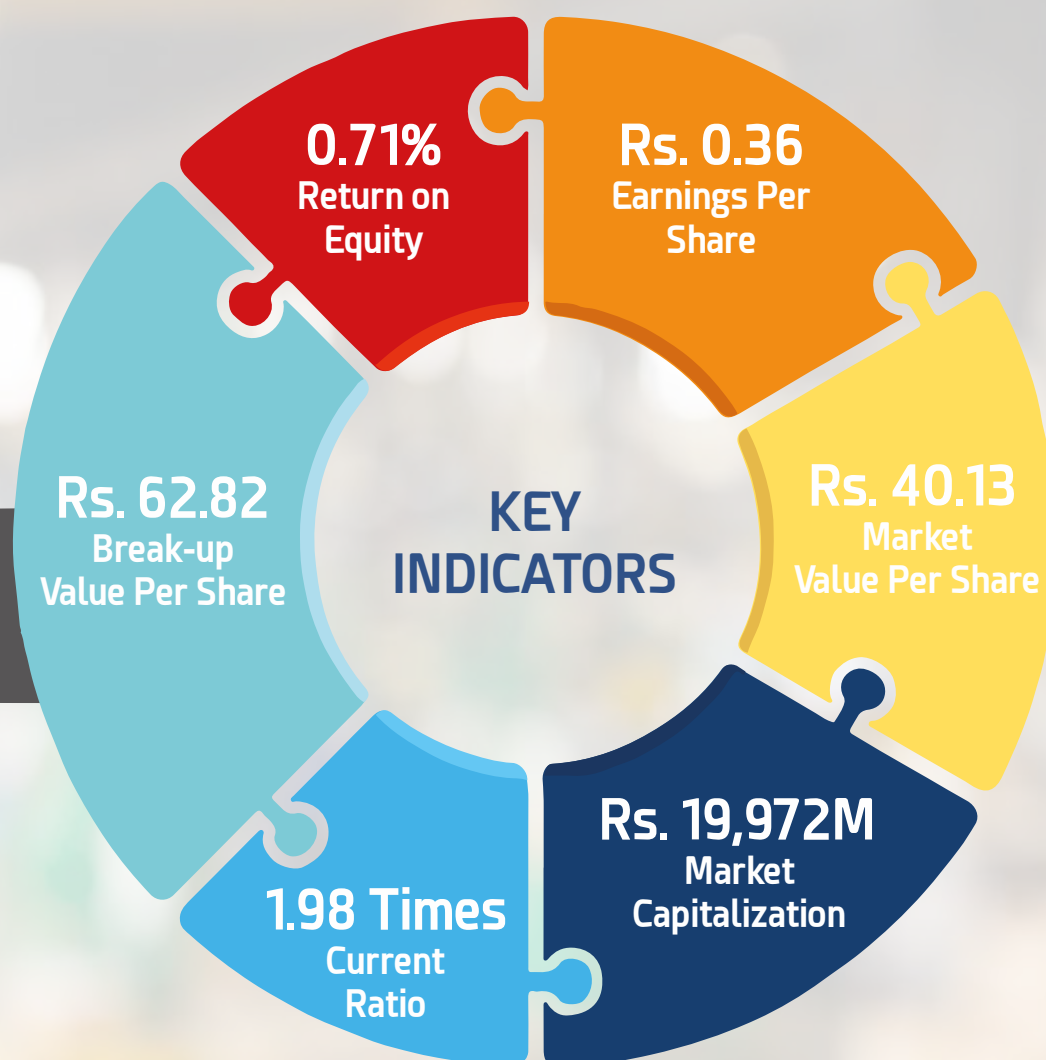 0.71%
Return on
Equity
Rs. 0.36
Earnings Per
Share
Rs. 62.82
Break-up
Value Per Share
KEY
INDICATORS
Rs. 40.13
Market
Value Per Share
1.98 Times
Current
Ratio
Rs. 19,972M
Market
Capitalization